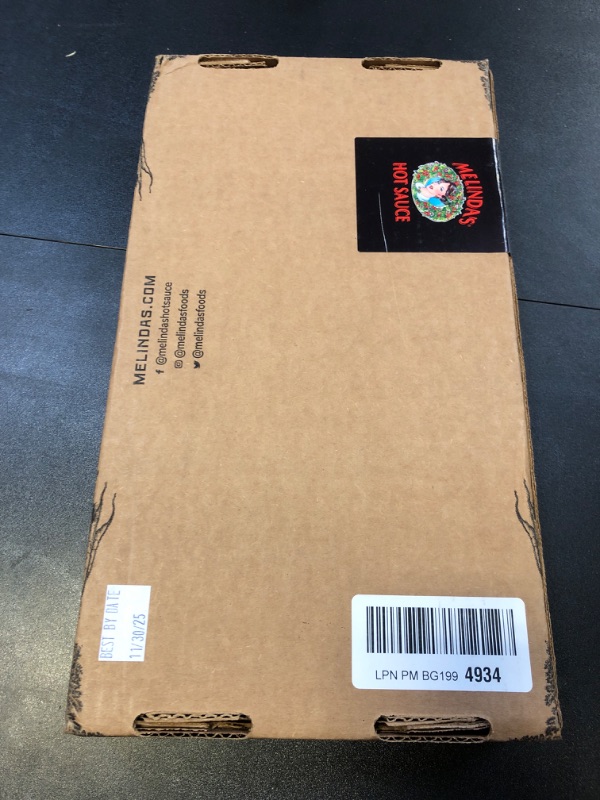 MELINDA'S
HOT SAUCE
MELINDAS.COM
f @melindashotsauce
@melindasfoods
@melindasfoods
BEST BY DATE
11/30/25
LPN PM BG199 4934